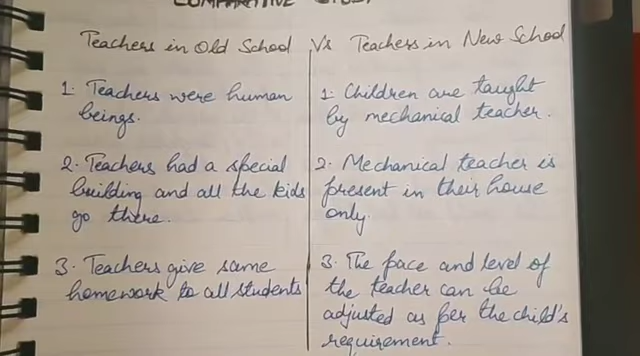 COMPARATIVE STUDY
Teachers in Old School Vs Teachers in New School
1. Teachers were human
beings.
2. Teachers had a special
building and all the kids
go there.
3. Teachers give same
homework to all students
1. Children are taught
by mechanical teacher.
2. Mechanical teacher is
present in their house
only.
3. The pace and level of
the teacher can be
adjusted as per the child's
requirement.